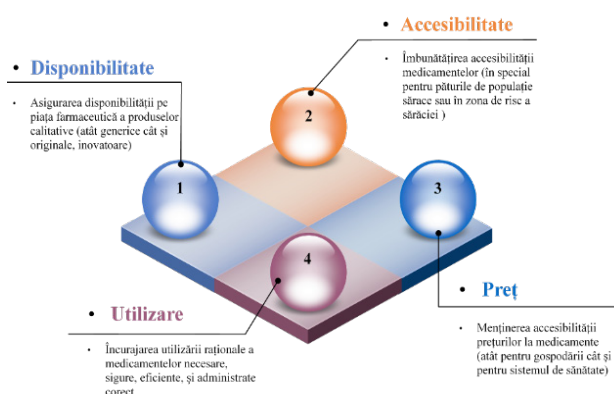 • Accesibilitate
• Îmbunătățirea accesibilității
medicamentelor (în special
pentru păturile de populație
sărace sau în zona de risc a
sărăciei )
• Disponibilitate
• Asigurarea disponibilității pe
piața farmaceutică a produselor
calitative (atât generice cât și
originale, inovatoare)
2
1
3
4
• Preț
• Menținerea accesibilității
prețurilor la medicamente
(atât pentru gospodării cât și
pentru sistemul de sănătate)
• Utilizare
• Încurajarea utilizării raționale a
medicamentelor necesare,
sigure, eficiente, și administrate
corect